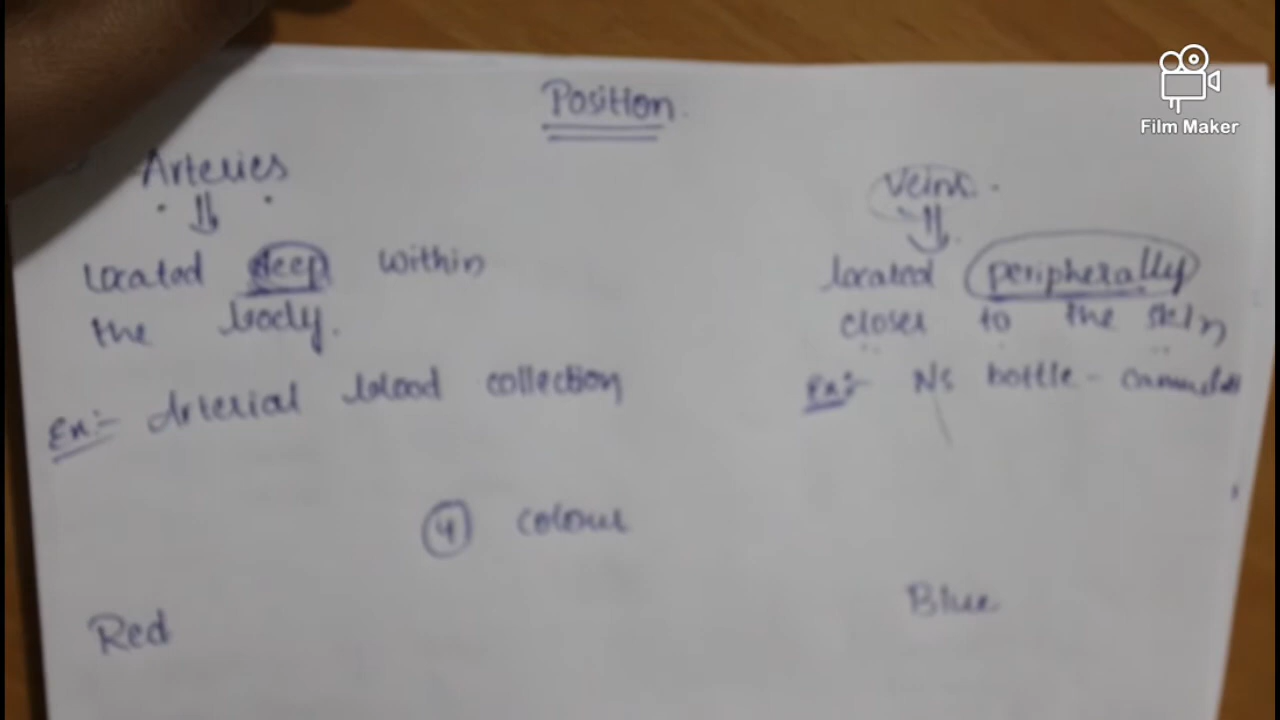 Position.
Film Maker
Arteries
Located deep within
the body.
Ex:- Arterial blood collection
Veins.
located peripherally
closer to the skin
Ex:- NS bottle -
4 colour
Red
Blue